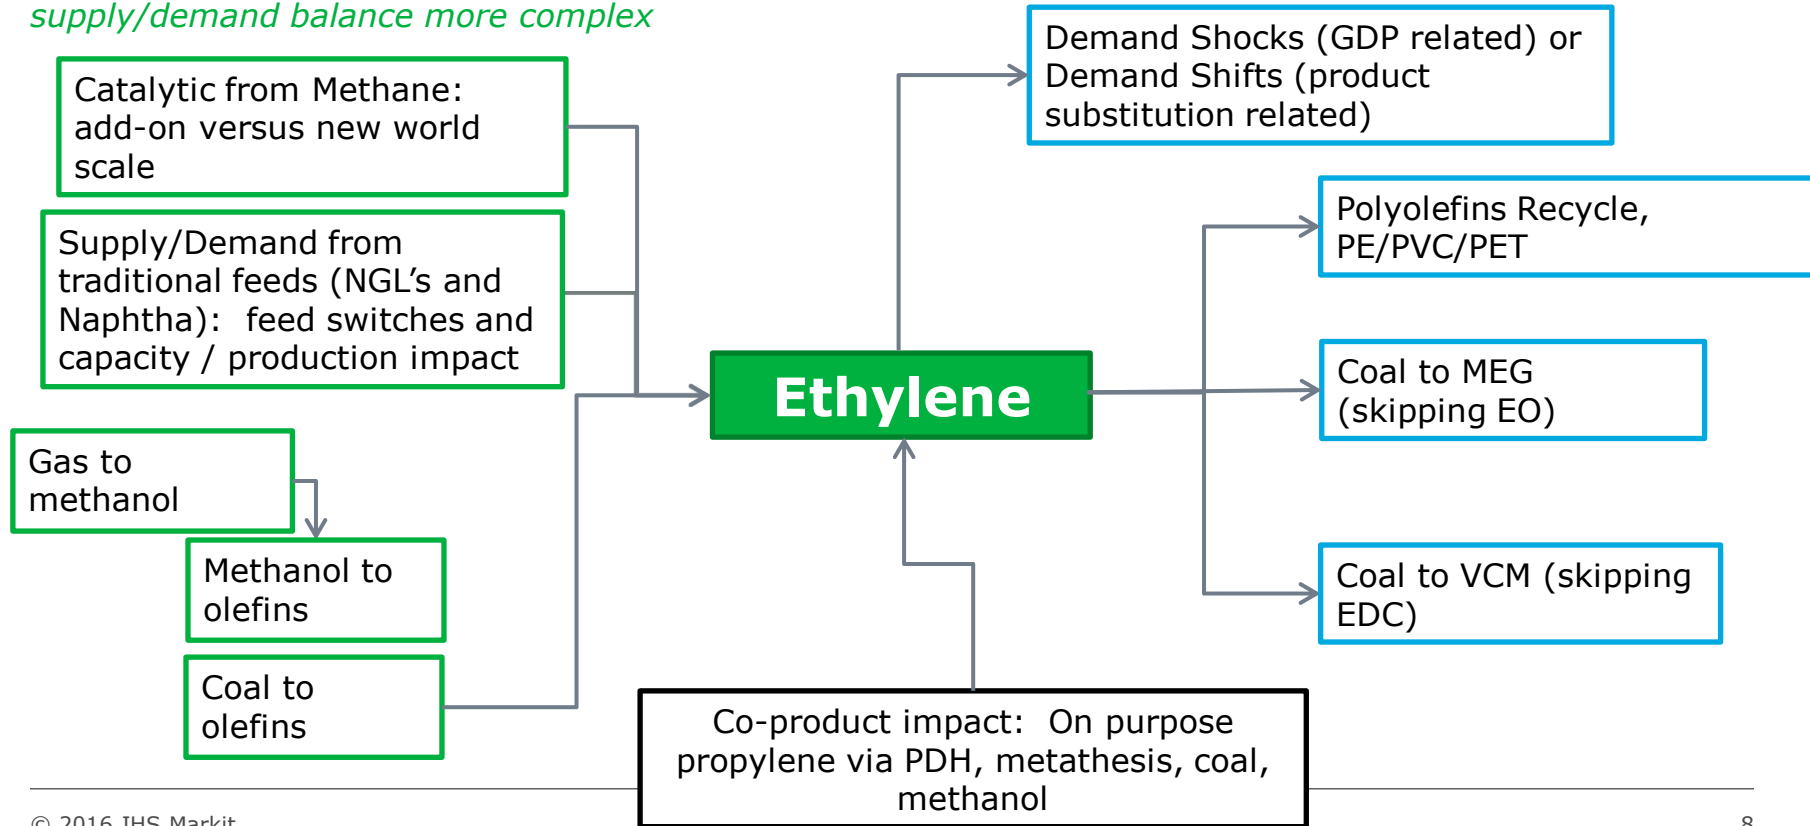 supply/demand balance more complex
Catalytic from Methane:
add-on versus new world
scale
Supply/Demand from
traditional feeds (NGL’s and
Naphtha):  feed switches and
capacity / production impact
Gas to
methanol
Methanol to
olefins
Coal to
olefins
Ethylene
Co-product impact:  On purpose
propylene via PDH, metathesis, coal,
methanol
Demand Shocks (GDP related) or
Demand Shifts (product
substitution related)
Polyolefins Recycle,
PE/PVC/PET
Coal to MEG
(skipping EO)
Coal to VCM (skipping
EDC)
© 2016 IHS Markit
8